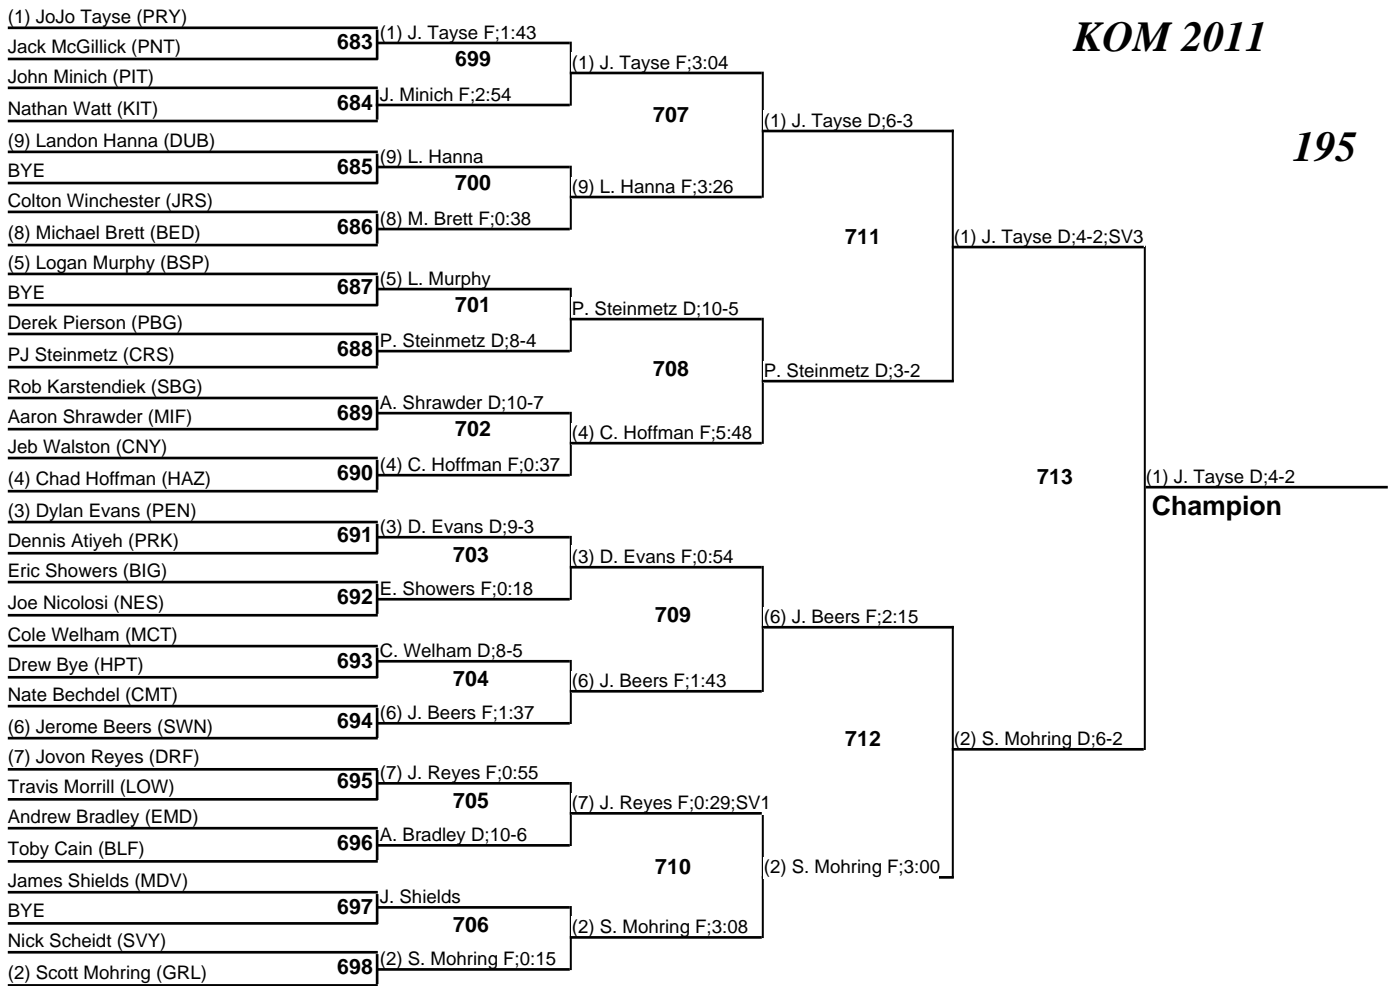 KOM 2011
195
(1) JoJo Tayse (PRY)
Jack McGillick (PNT)
John Minich (PIT)
Nathan Watt (KIT)
(9) Landon Hanna (DUB)
BYE
Colton Winchester (JRS)
(8) Michael Brett (BED)
(5) Logan Murphy (BSP)
BYE
Derek Pierson (PBG)
PJ Steinmetz (CRS)
Rob Karstendiek (SBG)
Aaron Shrawder (MIF)
Jeb Walston (CNY)
(4) Chad Hoffman (HAZ)
(3) Dylan Evans (PEN)
Dennis Atiyeh (PRK)
Eric Showers (BIG)
Joe Nicolosi (NES)
Cole Welham (MCT)
Drew Bye (HPT)
Nate Bechdel (CMT)
(6) Jerome Beers (SWN)
(7) Jovon Reyes (DRF)
Travis Morrill (LOW)
Andrew Bradley (EMD)
Toby Cain (BLF)
James Shields (MDV)
BYE
Nick Scheidt (SVY)
(2) Scott Mohring (GRL)
683
684
685
686
687
688
689
690
691
692
693
694
695
696
697
698
(1) J. Tayse F;1:43
699
J. Minich F;2:54
(9) L. Hanna
700
(8) M. Brett F;0:38
(5) L. Murphy
701
P. Steinmetz D;8-4
A. Shrawder D;10-7
702
(4) C. Hoffman F;0:37
(3) D. Evans D;9-3
703
E. Showers F;0:18
C. Welham D;8-5
704
(6) J. Beers F;1:37
(7) J. Reyes F;0:55
705
A. Bradley D;10-6
J. Shields
706
(2) S. Mohring F;0:15
(1) J. Tayse F;3:04
707
(9) L. Hanna F;3:26
P. Steinmetz D;10-5
708
(4) C. Hoffman F;5:48
(3) D. Evans F;0:54
709
(6) J. Beers F;1:43
(7) J. Reyes F;0:29;SV1
710
(2) S. Mohring F;3:08
(1) J. Tayse D;6-3
711
P. Steinmetz D;3-2
(6) J. Beers F;2:15
712
(2) S. Mohring F;3:00
(1) J. Tayse D;4-2;SV3
713
(2) S. Mohring D;6-2
(1) J. Tayse D;4-2
Champion